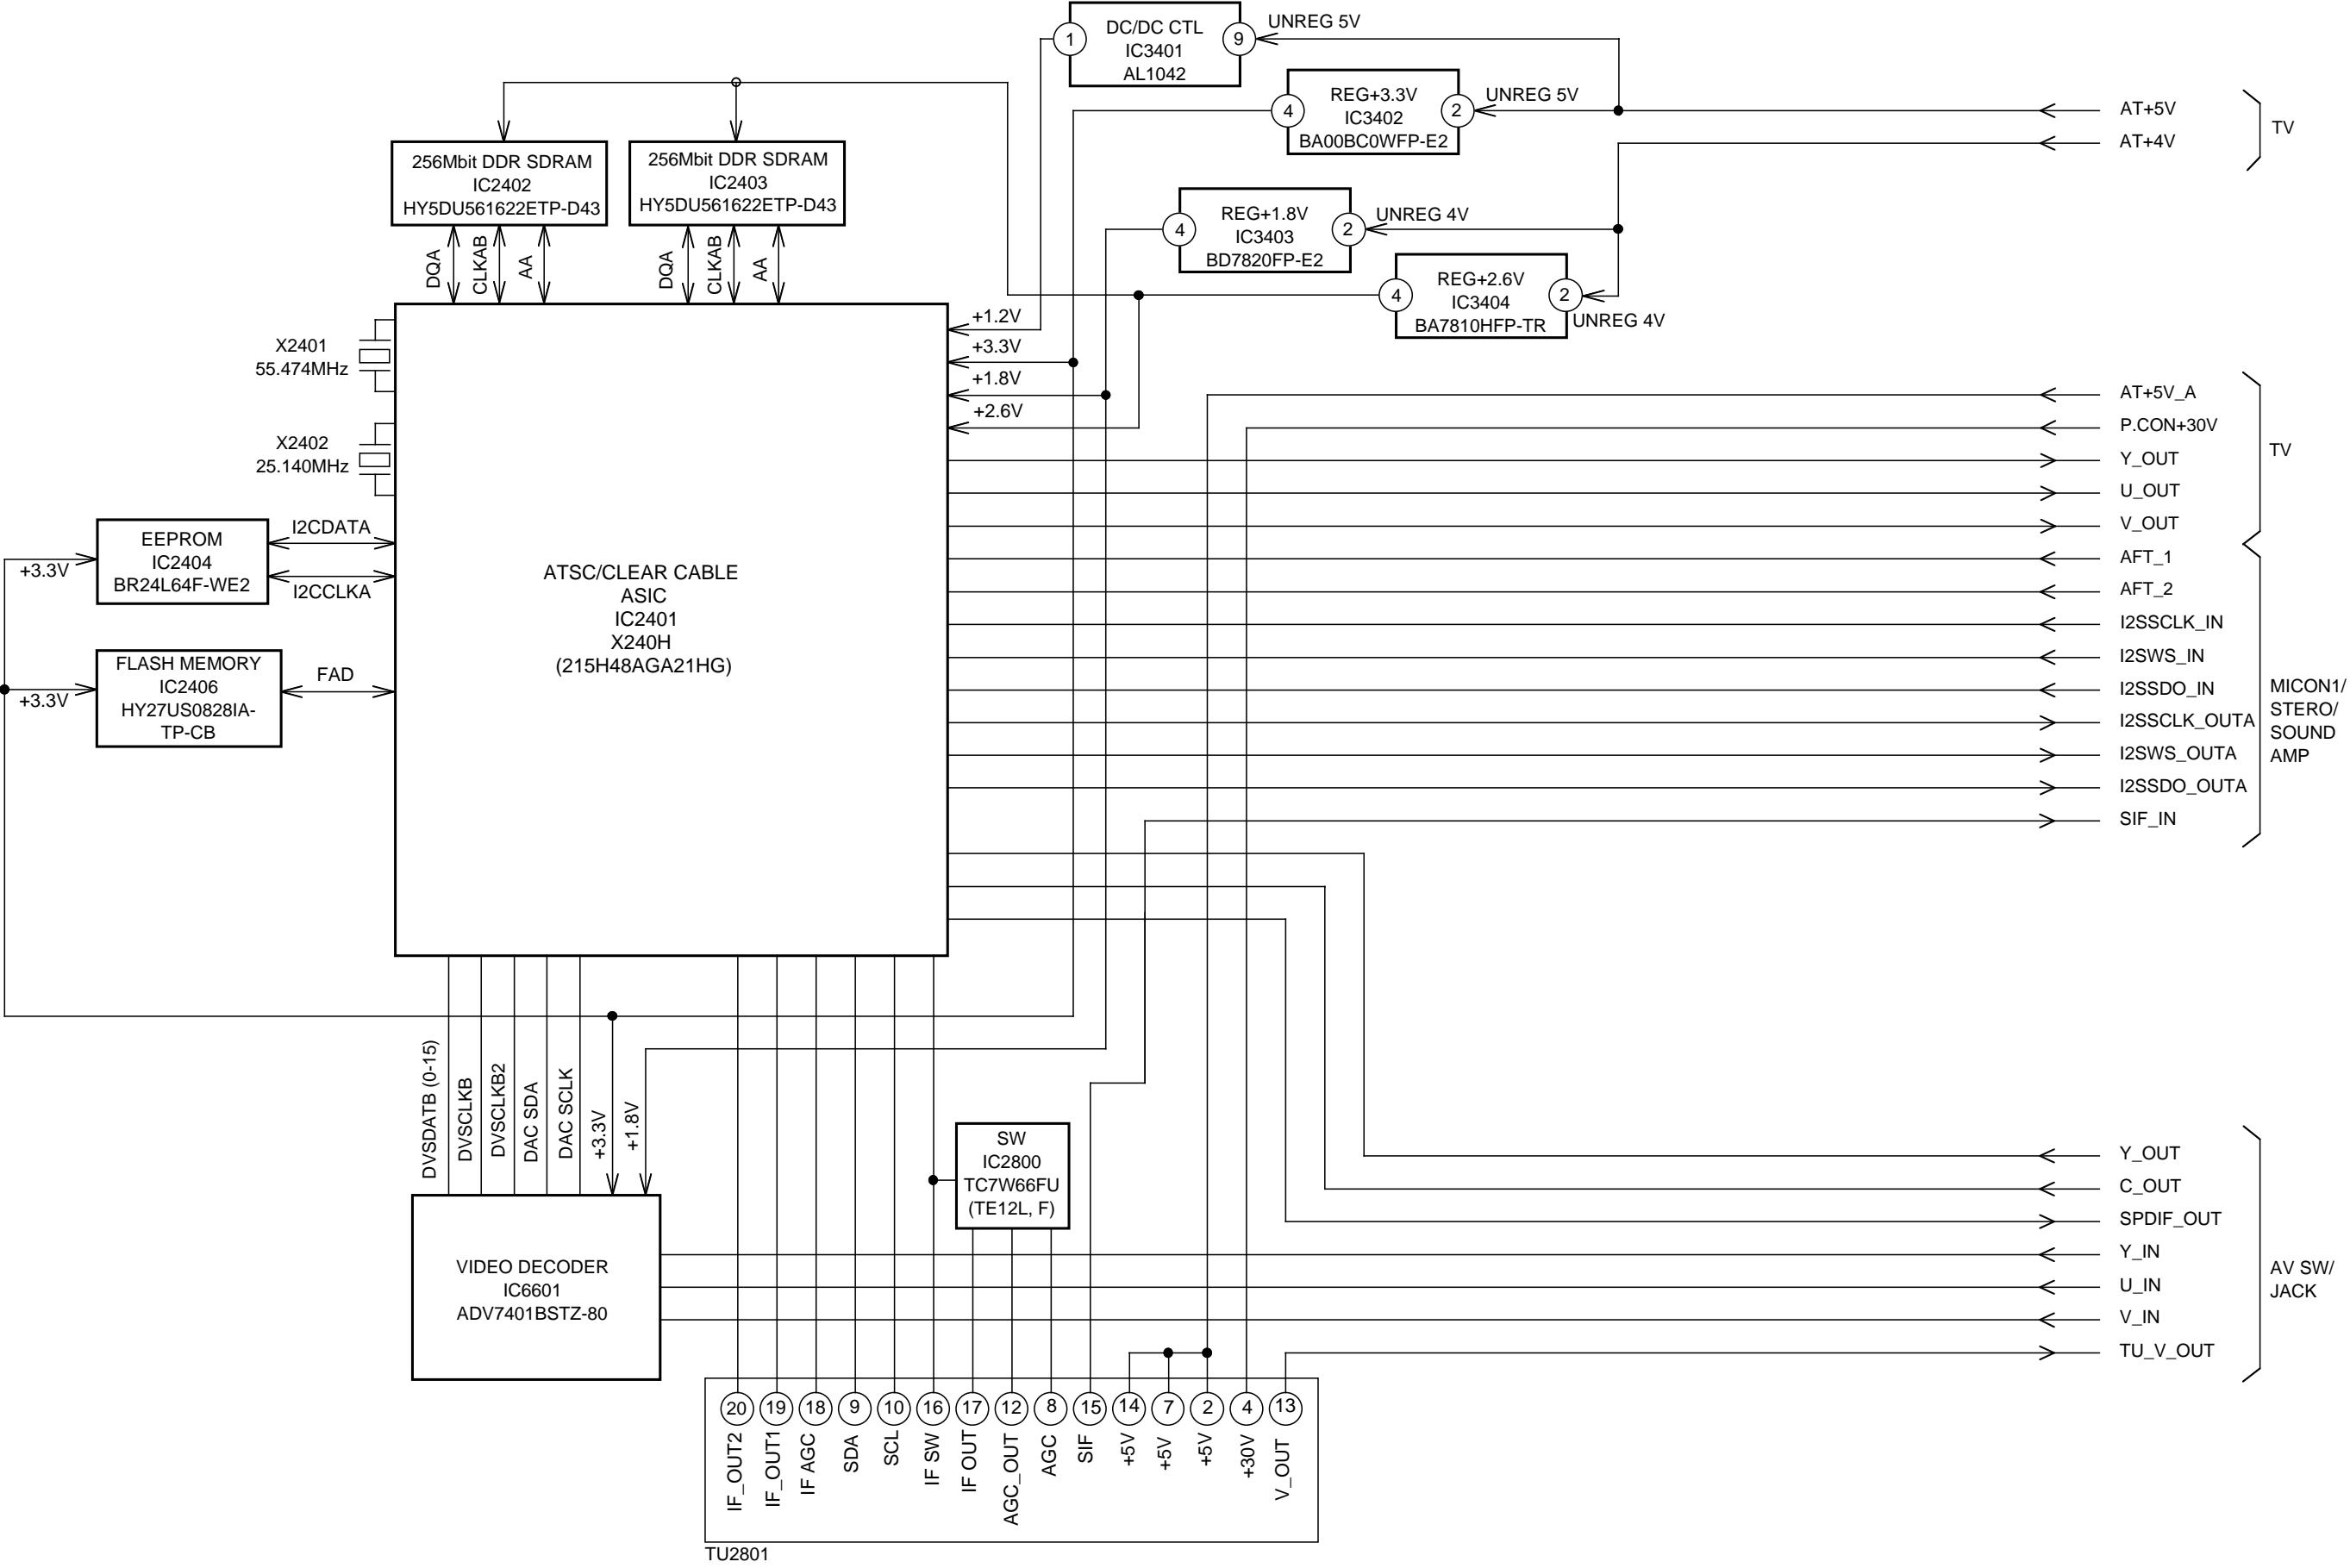 DC/DC CTL
IC3401
AL1042
1
9
UNREG 5V
REG+3.3V
IC3402
BA00BC0WFP-E2
4
2
UNREG 5V
AT+5V
AT+4V
TV
256Mbit DDR SDRAM
IC2402
HY5DU561622ETP-D43
256Mbit DDR SDRAM
IC2403
HY5DU561622ETP-D43
REG+1.8V
IC3403
BD7820FP-E2
4
2
UNREG 4V
REG+2.6V
IC3404
BA7810HFP-TR
4
2
UNREG 4V
DQA
CLKAB
AA
DQA
CLKAB
AA
+1.2V
+3.3V
+1.8V
+2.6V
X2401
55.474MHz
X2402
25.140MHz
EEPROM
IC2404
BR24L64F-WE2
+3.3V
I2CDATA
I2CCLKA
FLASH MEMORY
IC2406
HY27US0828IA-
TP-CB
+3.3V
FAD
ATSC/CLEAR CABLE
ASIC
IC2401
X240H
(215H48AGA21HG)
AT+5V_A
P.CON+30V
Y_OUT
U_OUT
V_OUT
TV
AFT_1
AFT_2
I2SSCLK_IN
I2SWS_IN
I2SSDO_IN
I2SSCLK_OUTA
I2SWS_OUTA
I2SSDO_OUTA
SIF_IN
MICON1/
STERO/
SOUND
AMP
DVSDATB (0-15)
DVSCLKB
DVSCLKB2
DAC SDA
DAC SCLK
+3.3V
+1.8V
SW
IC2800
TC7W66FU
(TE12L, F)
VIDEO DECODER
IC6601
ADV7401BSTZ-80
Y_OUT
C_OUT
SPDIF_OUT
Y_IN
U_IN
V_IN
TU_V_OUT
AV SW/
JACK
20
19
18
9
10
16
17
12
8
15
14
7
2
4
13
IF_OUT2
IF_OUT1
IF AGC
SDA
SCL
IF SW
IF OUT
AGC_OUT
AGC
SIF
+5V
+5V
+5V
+30V
V_OUT
TU2801